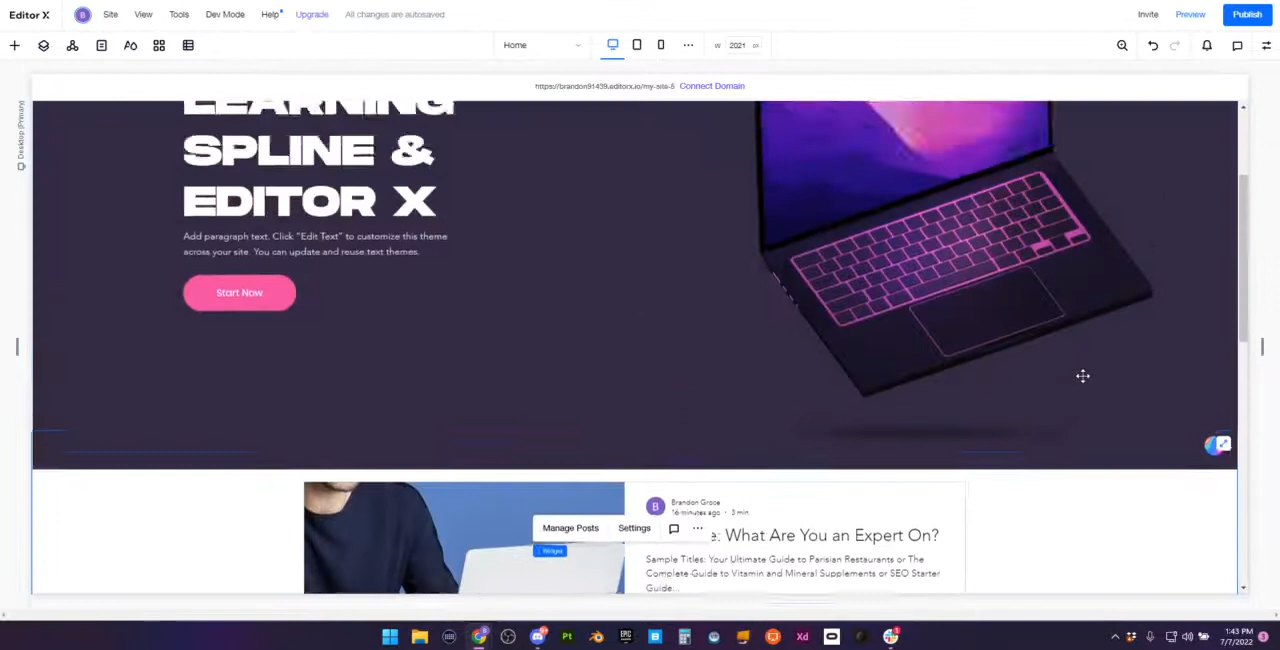 Editor X
B
Site
View
Tools
Dev Mode
Help
Upgrade
All changes are autosaved
Invite
Preview
Publish
Home
W
2021
px
https://brandon91439.editorx.io/my-site-5
Connect Domain
Desktop (Primary)
LEARNING
SPLINE &
EDITOR X
Add paragraph text. Click "Edit Text" to customize this theme
across your site. You can update and reuse text themes.
Start Now
B
Brandon Groce
16 minutes ago · 3 min
Manage Posts
Settings
e: What Are You an Expert On?
Sample Titles: Your Ultimate Guide to Parisian Restaurants or The
Complete Guide to Vitamin and Mineral Supplements or SEO Starter
Guide...
Pt
EPIC
Xd
1:43 PM
7/7/2022
3